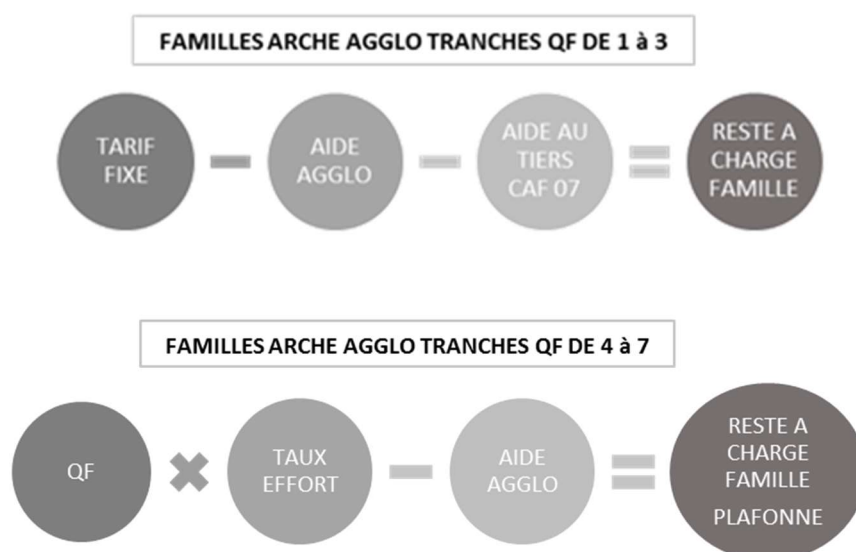 FAMILLES ARCHE AGGLO TRANCHES QF DE 1 à 3
TARIF
FIXE
AIDE
AGGLO
AIDE AU
TIERS
CAF 07
RESTE A
CHARGE
FAMILLE
FAMILLES ARCHE AGGLO TRANCHES QF DE 4 à 7
QF
TAUX
EFFORT
AIDE
AGGLO
RESTE A
CHARGE
FAMILLE
PLAFONNE